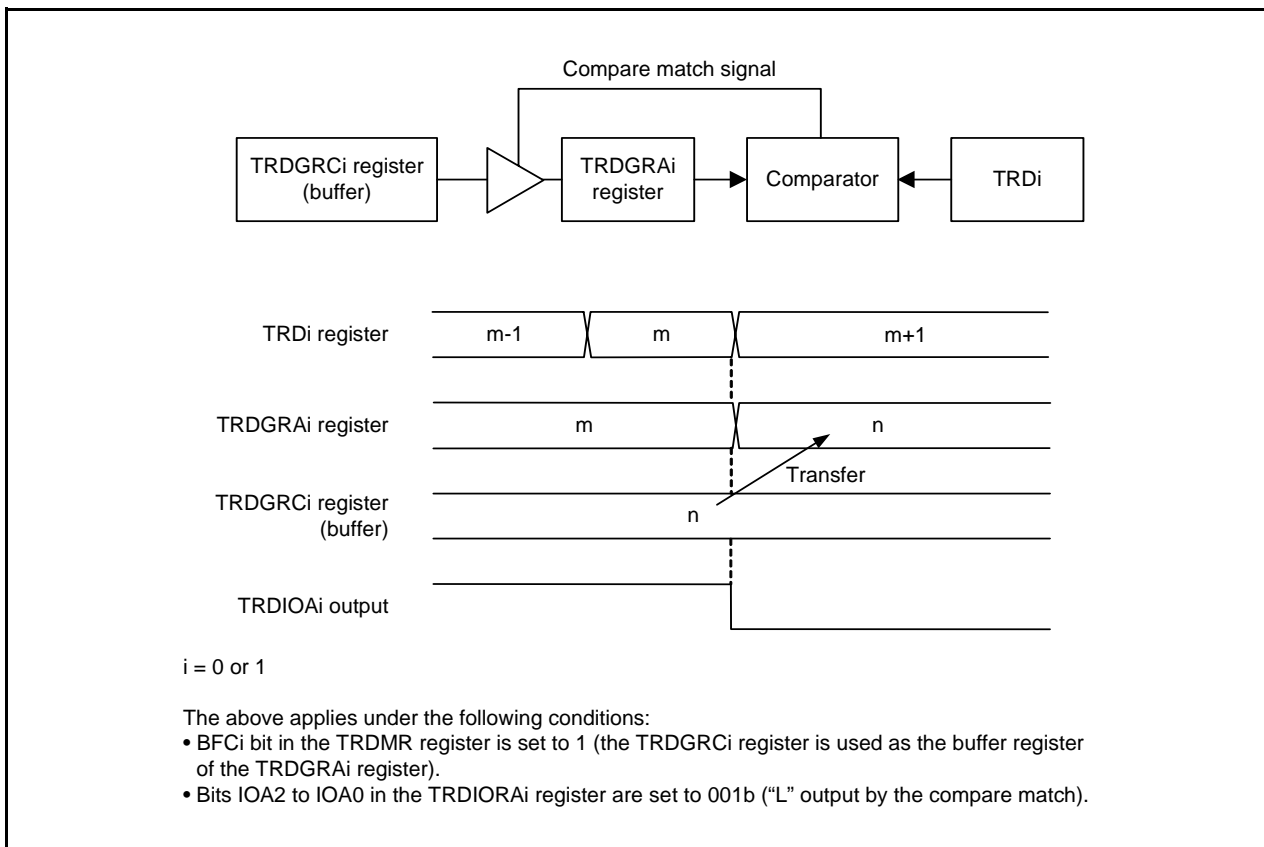 Compare match signal
TRDGRCi register
(buffer)
TRDGRAi
register
Comparator
TRDi
TRDi register
m-1
m
m+1
TRDGRAi register
m
n
Transfer
TRDGRCi register
(buffer)
n
TRDIOAi output
i = 0 or 1
The above applies under the following conditions:
• BFCi bit in the TRDMR register is set to 1 (the TRDGRCi register is used as the buffer register
of the TRDGRAi register).
• Bits IOA2 to IOA0 in the TRDIORAi register are set to 001b (“L” output by the compare match).